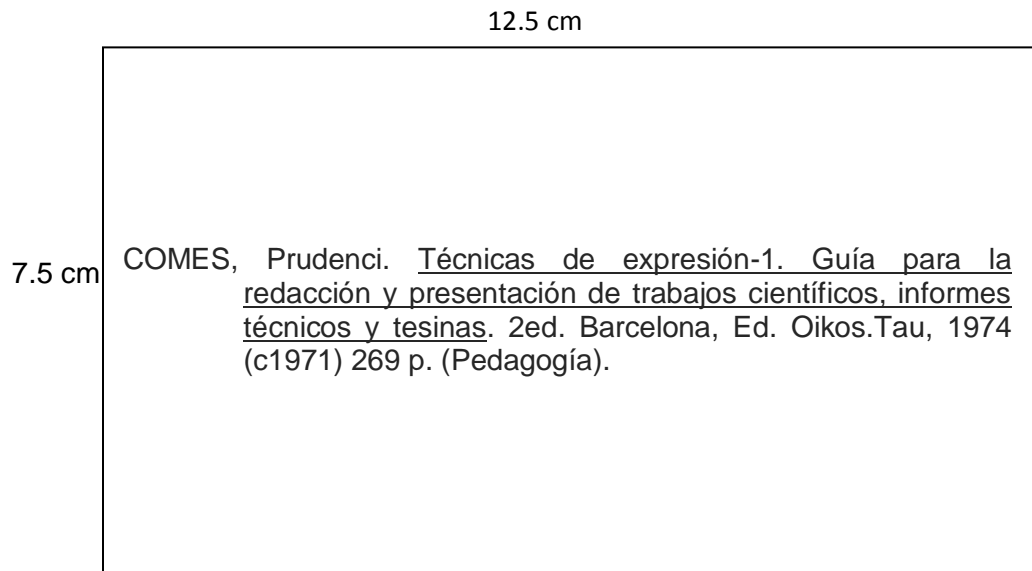 12.5 cm
7.5 cm
COMES, Prudenci. Técnicas de expresión-1. Guía para la
redacción y presentación de trabajos científicos, informes
técnicos y tesinas. 2ed. Barcelona, Ed. Oikos.Tau, 1974
(c1971) 269 p. (Pedagogía).